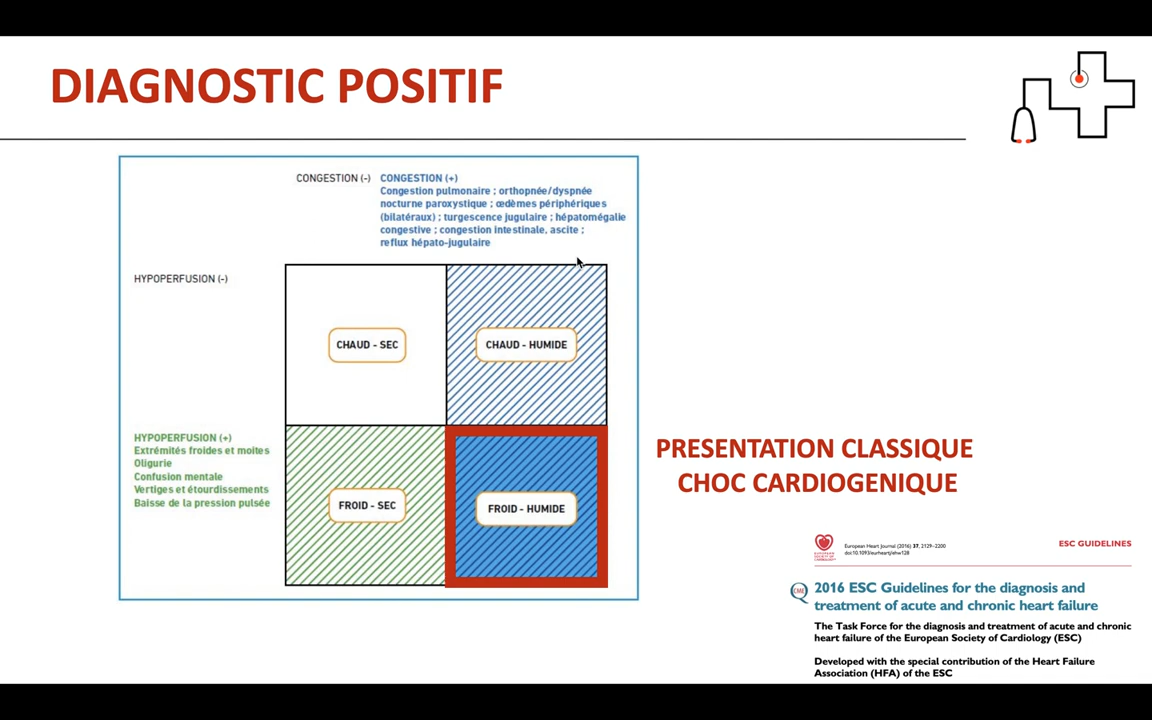 DIAGNOSTIC POSITIF
CONGESTION (-)
CONGESTION (+)
Congestion pulmonaire ; orthopnée/dyspnée
nocturne paroxystique ; œdèmes périphériques
(bilatéraux) ; turgescence jugulaire ; hépatomégalie
congestive ; congestion intestinale, ascite ;
reflux hépato-jugulaire
HYPOPERFUSION (-)
CHAUD - SEC
CHAUD - HUMIDE
HYPOPERFUSION (+)
Extrémités froides et moites
Oligurie
Confusion mentale
Vertiges et étourdissements
Baisse de la pression pulsée
FROID - SEC
FROID - HUMIDE
PRESENTATION CLASSIQUE
CHOC CARDIOGENIQUE
European Heart Journal (2016) 37, 2129–2200
doi:10.1093/eurheartj/ehw128
ESC GUIDELINES
EUROPEAN
SOCIETY OF
CARDIOLOGY
CME
2016 ESC Guidelines for the diagnosis and
treatment of acute and chronic heart failure
The Task Force for the diagnosis and treatment of acute and chronic
heart failure of the European Society of Cardiology (ESC)
Developed with the special contribution of the Heart Failure
Association (HFA) of the ESC